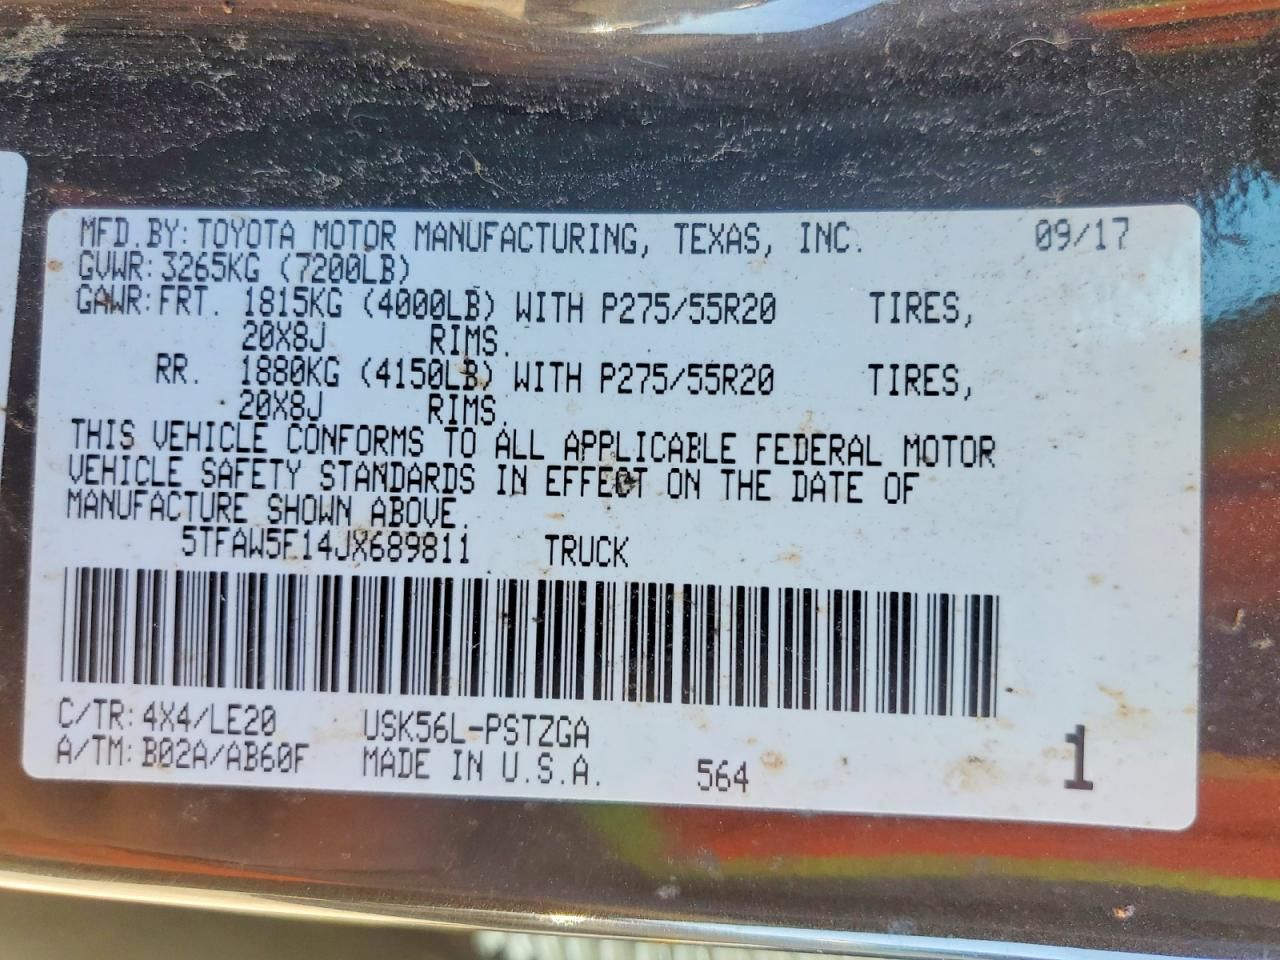 MFD.BY: TOYOTA MOTOR MANUFACTURING, TEXAS, INC. 09/17
GVWR: 3265KG (7200LB)
GAWR: FRT. 1815KG (4000LB) WITH P275/55R20 TIRES,
20X8J RIMS.
RR. 1880KG (4150LB) WITH P275/55R20 TIRES,
20X8J RIMS.
THIS VEHICLE CONFORMS TO ALL APPLICABLE FEDERAL MOTOR
VEHICLE SAFETY STANDARDS IN EFFECT ON THE DATE OF
MANUFACTURE SHOWN ABOVE.
5TFAW5F14JX689811 TRUCK
C/TR: 4X4/LE20 USK56L-PSTZGA
A/TM: B02A/AB60F MADE IN U.S.A. 564 1